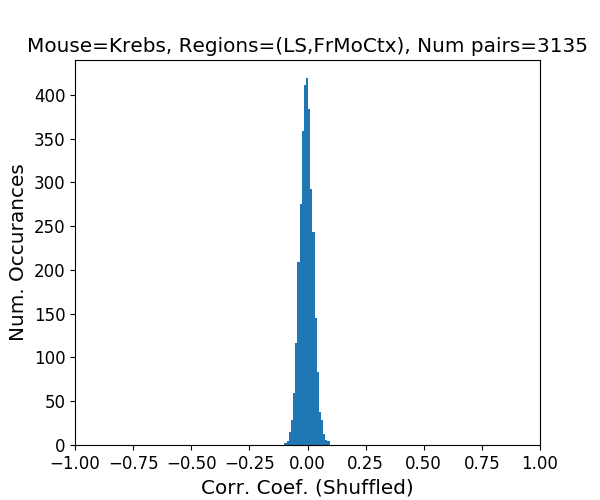 Mouse=Krebs, Regions=(LS,FrMoCtx), Num pairs=3135
Num. Occurances
400
350
300
250
200
150
100
50
0
−1.00 −0.75 −0.50 −0.25 0.00 0.25 0.50 0.75 1.00
Corr. Coef. (Shuffled)